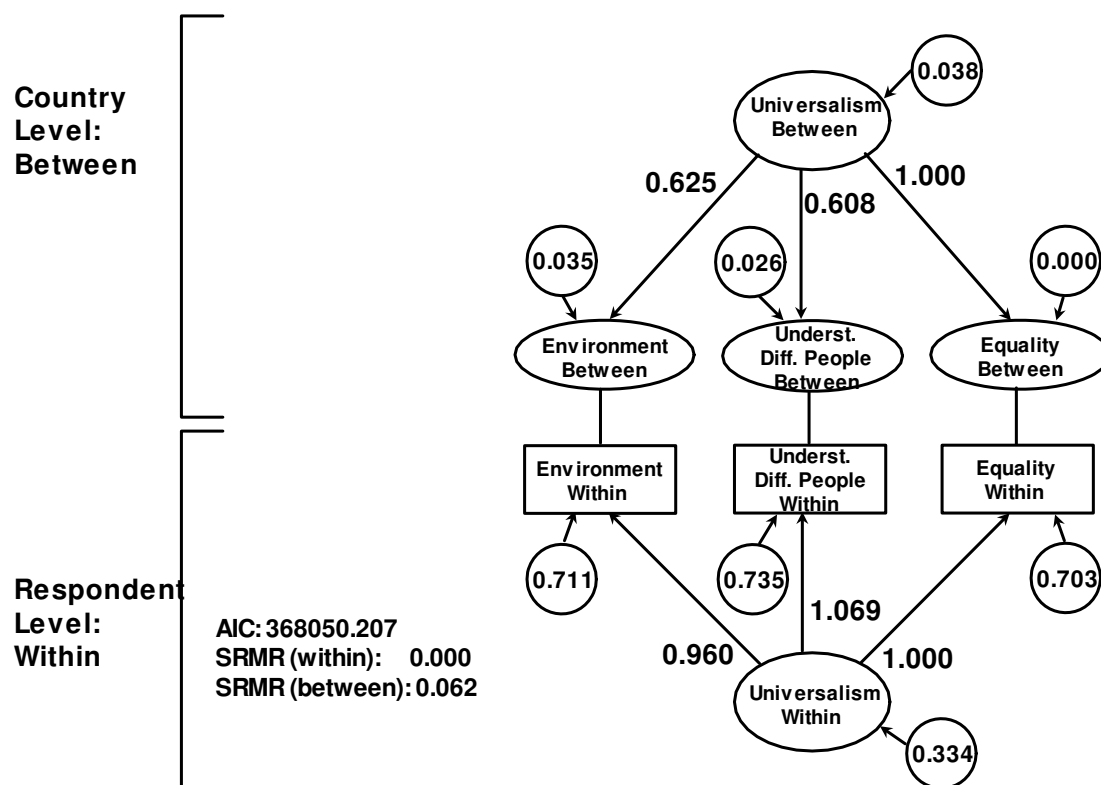 Country
Level:
Between
0.038
Universalism
Between
0.625
0.608
1.000
0.035
0.026
0.000
Environment
Between
Underst.
Diff. People
Between
Equality
Between
Environment
Within
Underst.
Diff. People
Within
Equality
Within
0.711
0.735
0.703
Respondent
Level:
Within
AIC: 368050.207
SRMR (within): 0.000
SRMR (between): 0.062
0.960
1.069
1.000
Universalism
Within
0.334